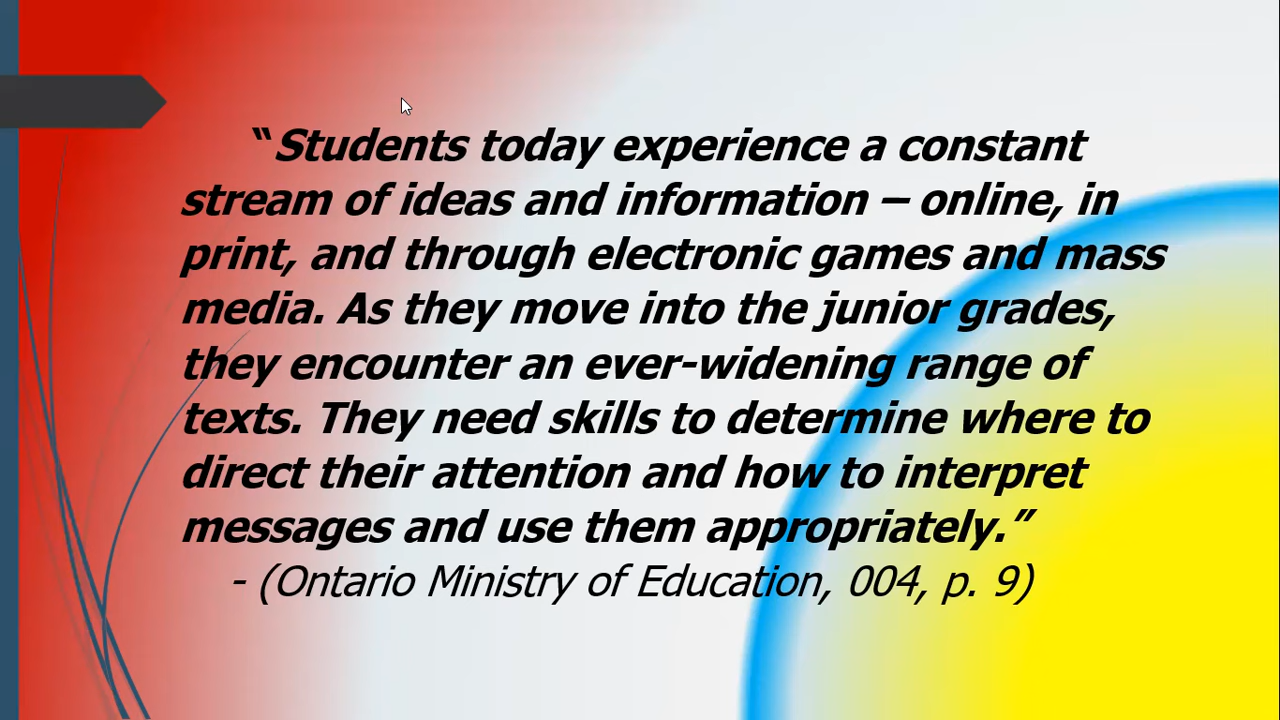 “Students today experience a constant
stream of ideas and information – online, in
print, and through electronic games and mass
media. As they move into the junior grades,
they encounter an ever-widening range of
texts. They need skills to determine where to
direct their attention and how to interpret
messages and use them appropriately.”
- (Ontario Ministry of Education, 004, p. 9)